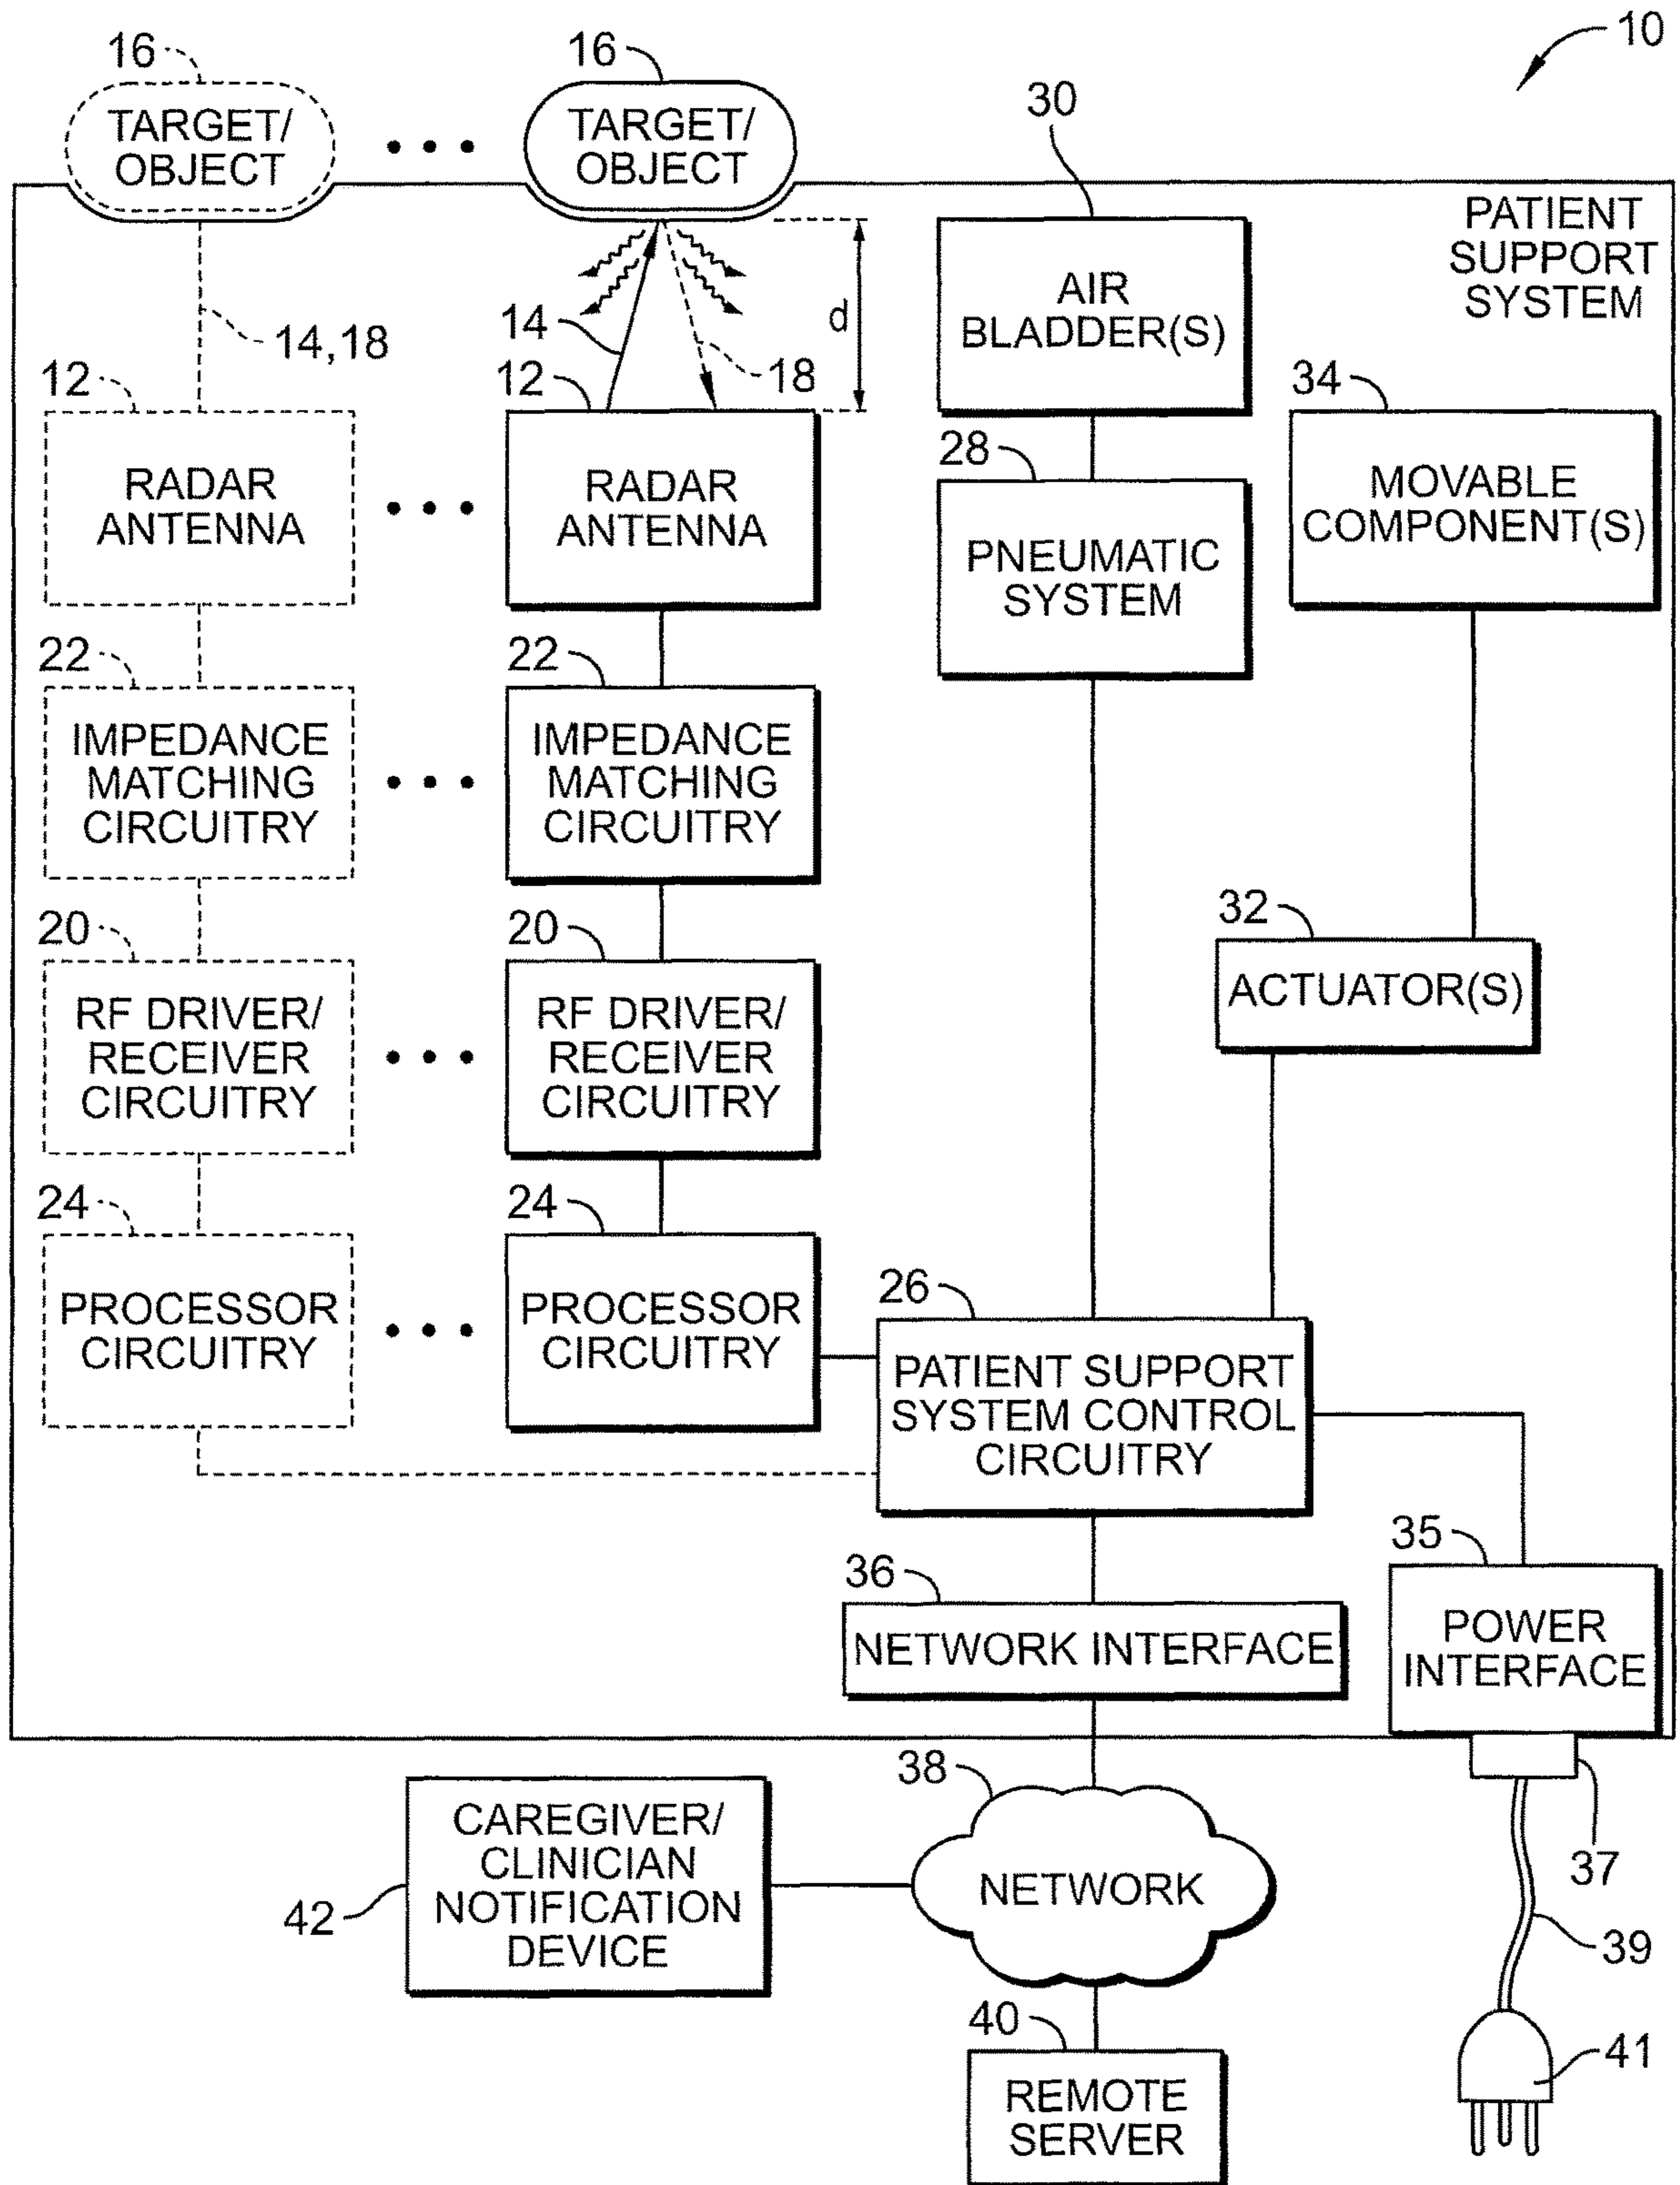 10
16
16
TARGET/
OBJECT
TARGET/
OBJECT
30
PATIENT
SUPPORT
SYSTEM
AIR
BLADDER(S)
d
14
14,18
18
12
12
34
RADAR
ANTENNA
RADAR
ANTENNA
28
MOVABLE
COMPONENT(S)
PNEUMATIC
SYSTEM
22
22
IMPEDANCE
MATCHING
CIRCUITRY
IMPEDANCE
MATCHING
CIRCUITRY
32
20
20
ACTUATOR(S)
RF DRIVER/
RECEIVER
CIRCUITRY
RF DRIVER/
RECEIVER
CIRCUITRY
24
24
PROCESSOR
CIRCUITRY
PROCESSOR
CIRCUITRY
26
PATIENT SUPPORT
SYSTEM CONTROL
CIRCUITRY
35
36
NETWORK INTERFACE
POWER
INTERFACE
38
37
CAREGIVER/
CLINICIAN
NOTIFICATION
DEVICE
42
NETWORK
39
40
41
REMOTE
SERVER